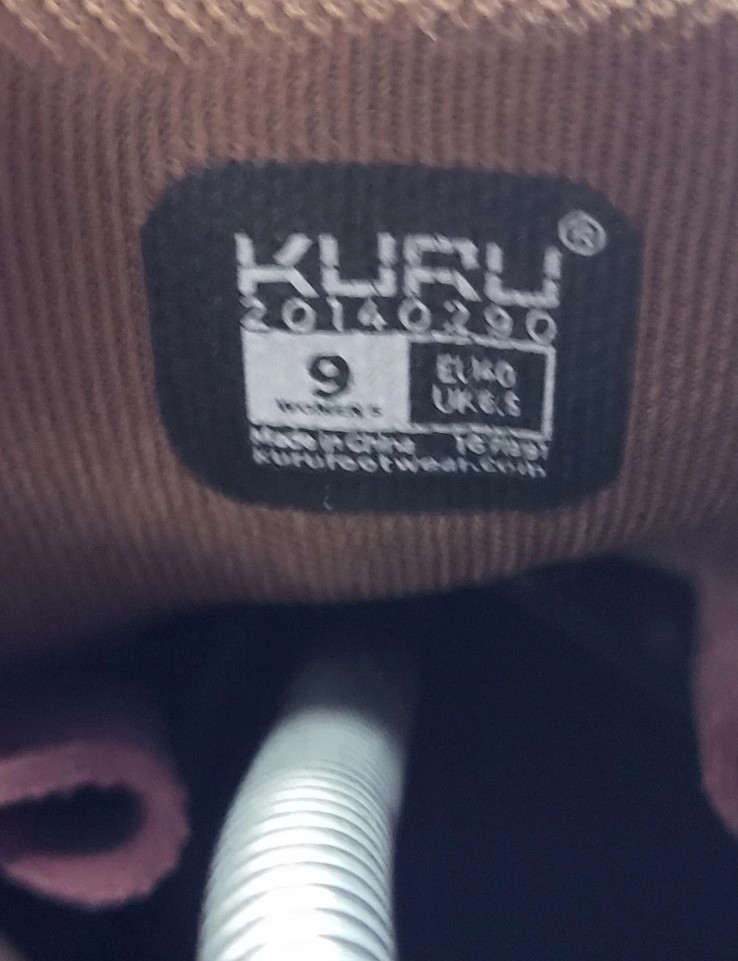 KURU®
20140290
9 EU40
WOMEN'S UK6.5
Made in China
kurufootwear.com